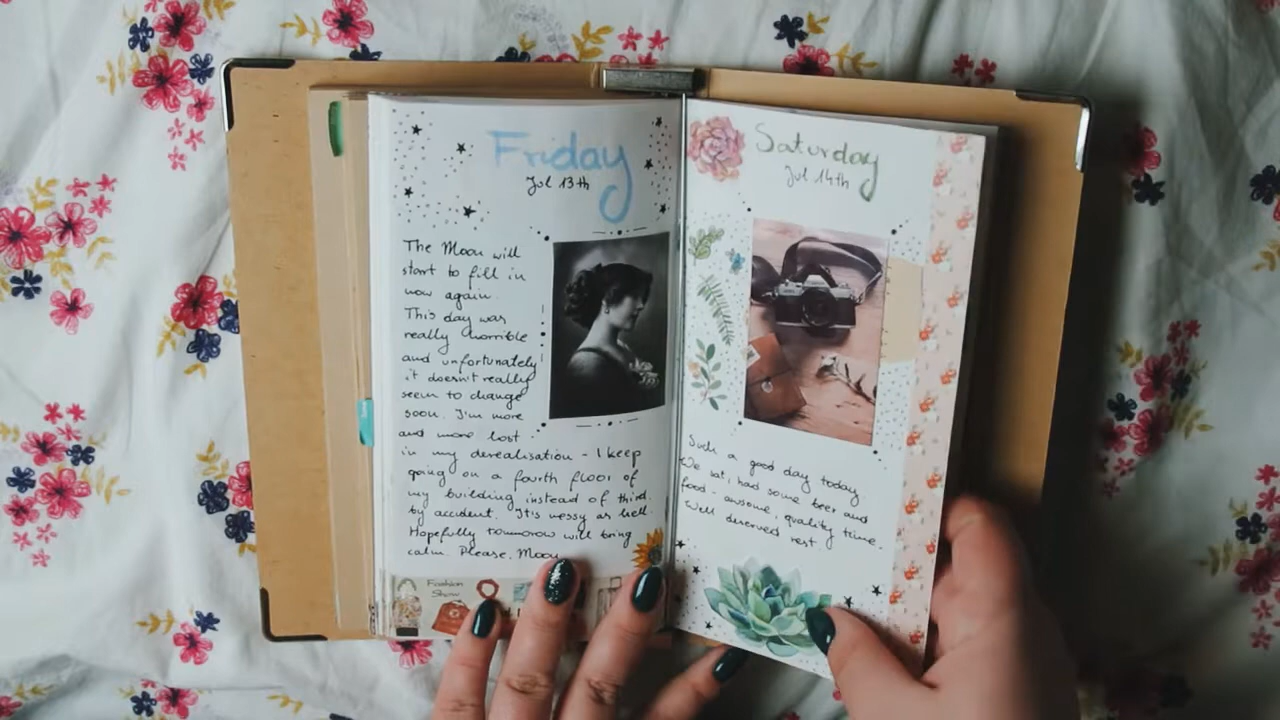 Friday
Jul 13th
The Moon will
start to fill in
now again.
This day was
really horrible
and unfortunately
it doesn't really
seem to change
soon. I'm more
and more lost
in my derealisation - I keep
going on a fourth floor of
my building instead of third.
by accident. It's messy as hell.
Hopefully tomorrow will bring
calm. Please, Moon
Fashion
Show
Saturday
Jul 14th
Such a good day today
We sat, had some beer and
food - awsome, quality time.
Well deserved rest.